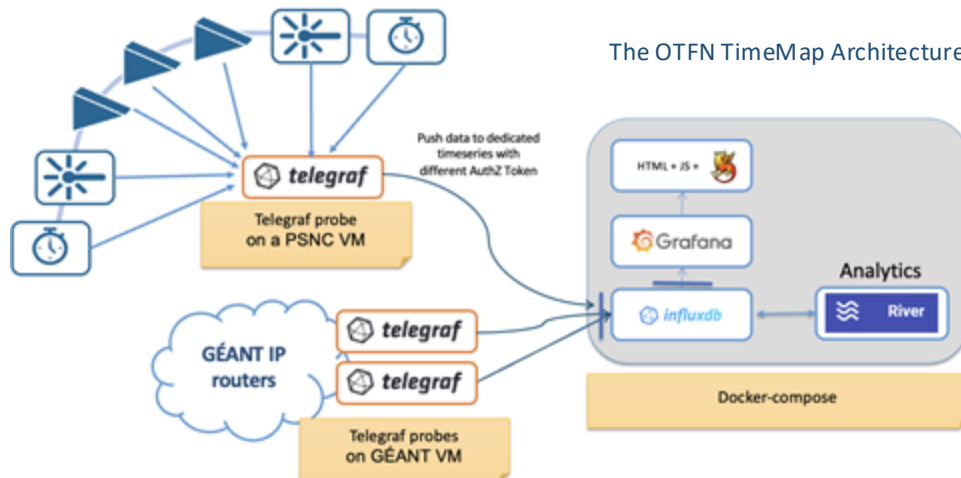 The OTFN TimeMap Architecture
Push data to dedicated
timeseries with
different AuthZ Token
telegraf
Telegraf probe
on a PSNC VM
HTML + JS +
Grafana
influxdb
Analytics
River
Docker-compose
GÉANT IP
routers
telegraf
telegraf
Telegraf probes
on GÉANT VM